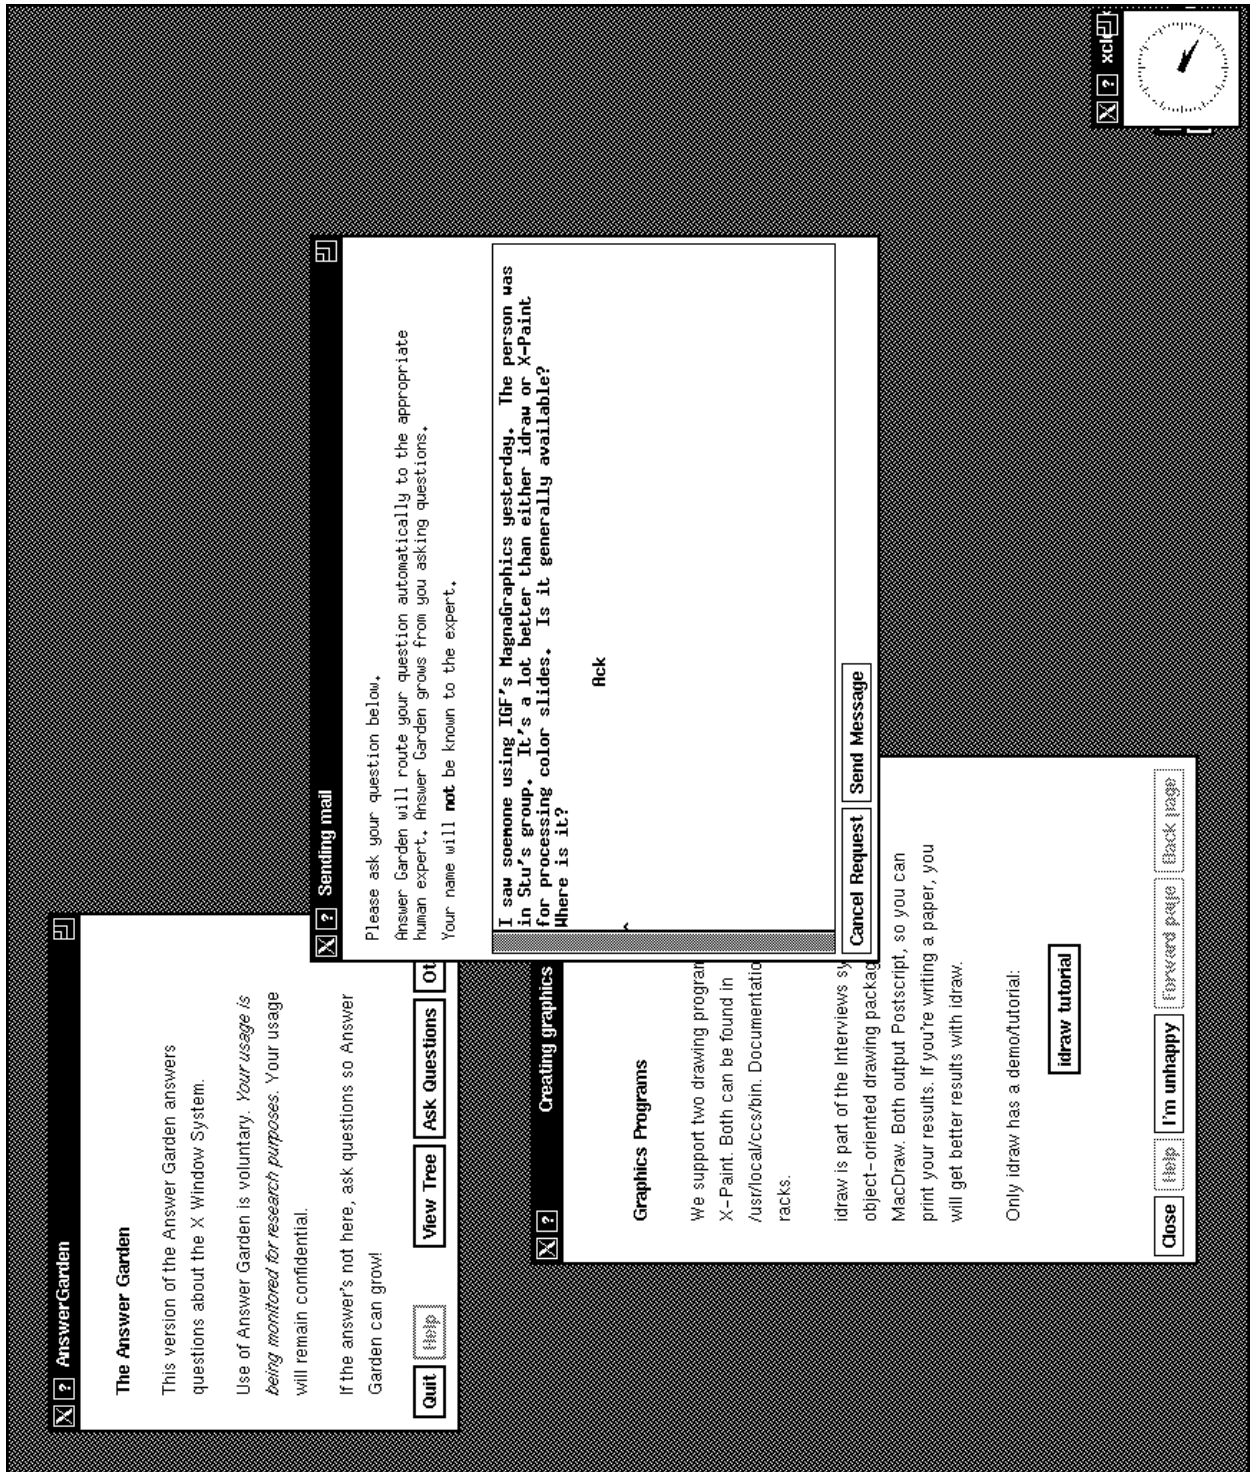 AnswerGarden
The Answer Garden
This version of the Answer Garden answers
questions about the X Window System.
Use of Answer Garden is voluntary. Your usage is
being monitored for research purposes. Your usage
will remain confidential.
If the answer's not here, ask questions so Answer
Garden can grow!
Quit Help View Tree Ask Questions Ot
Sending mail
Please ask your question below.
Answer Garden will route your question automatically to the appropriate
human expert. Answer Garden grows from you asking questions.
Your name will not be known to the expert.
I saw soemone using IGF's MagnaGraphics yesterday. The person was
in Stu's group. It's a lot better than either idraw or X-Paint
for processing color slides. Is it generally available?
Where is it?
Ack
Cancel Request Send Message
Creating graphics
Graphics Programs
We support two drawing program
X-Paint. Both can be found in
/usr/local/ccs/bin. Documentatio
racks.
idraw is part of the Interviews sy
object-oriented drawing packag
MacDraw. Both output Postscript, so you can
print your results. If you're writing a paper, you
will get better results with idraw.
Only idraw has a demo/tutorial:
idraw tutorial
Close Help I'm unhappy Forward page Back page
xclo